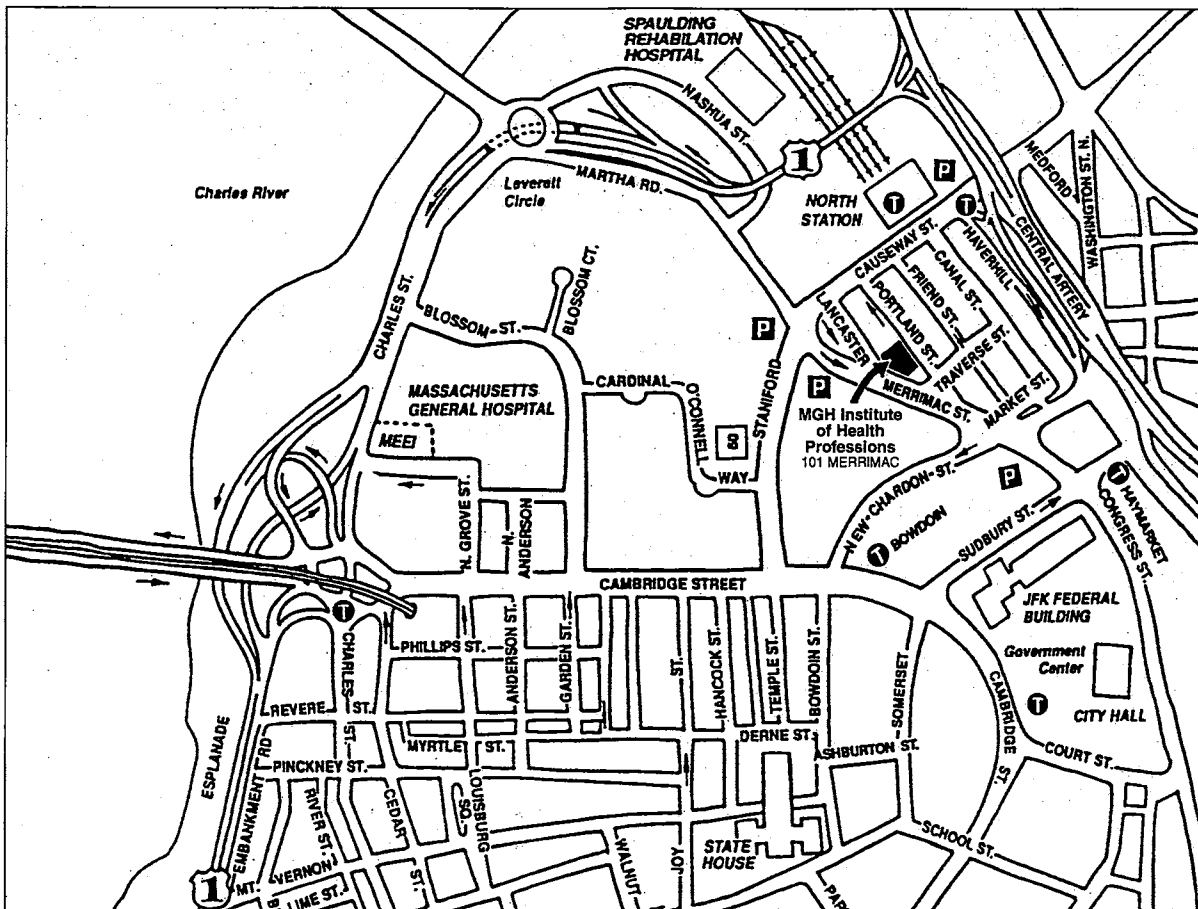 SPAULDING
REHABILATION
HOSPITAL
NASHUA ST.
1
MEDFORD
WASHINGTON ST. N.
Charles River
Leverett
Circle
MARTHA RD.
NORTH
STATION
T
P
T
CAUSEWAY ST.
HAVERHILL
CENTRAL ARTERY
CANAL ST.
FRIEND ST.
PORTLAND ST.
LANCASTER
TRAVERSE ST.
MERRIMAC ST.
MARKET ST.
CHARLES ST.
BLOSSOM ST.
BLOSSOM CT.
P
P
MASSACHUSETTS
GENERAL HOSPITAL
MEEI
CARDINAL
O'CONNELL
WAY
STANIFORD
50
MGH Institute
of Health
Professions
101 MERRIMAC
NEW CHARDON ST.
P
T
BOWDOIN
SUDBURY ST.
T
HAYMARKET
CONGRESS ST.
N. GROVE ST.
N.
ANDERSON
CAMBRIDGE STREET
JFK FEDERAL
BUILDING
Government
Center
T
CITY HALL
T
CHARLES
ST.
PHILLIPS ST.
ANDERSON ST.
GARDEN ST.
ST.
HANCOCK ST.
TEMPLE ST.
BOWDOIN ST.
SOMERSET
CAMBRIDGE
ST.
COURT ST.
REVERE ST.
MYRTLE ST.
DERNE ST.
ASHBURTON ST.
PINCKNEY ST.
ESPLANADE
EMBANKMENT RD
RIVER ST.
CEDAR
ST.
LOUISBURG
SQ.
WALNUT
JOY
STATE
HOUSE
SCHOOL ST.
1
MT.
VERNON
LIME ST.